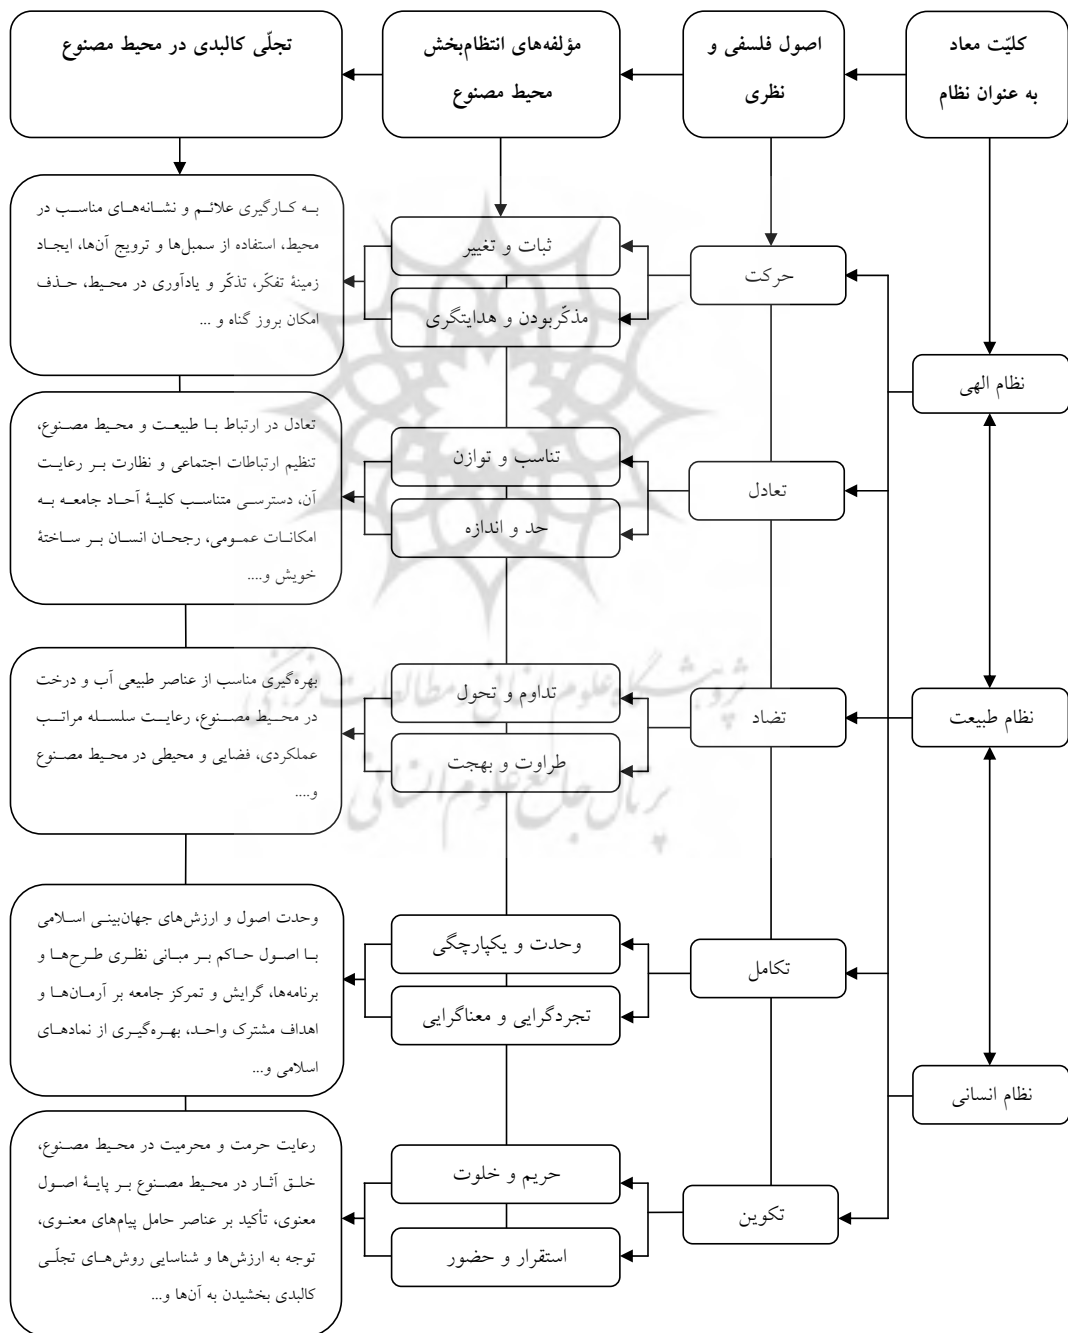 کلیّت معاد
به عنوان نظام
اصول فلسفی و
نظری
مؤلفه‌های انتظام‌بخش
محیط مصنوع
تجلّی کالبدی در محیط مصنوع
نظام الهی
نظام طبیعت
نظام انسانی
حرکت
ثبات و تغییر
مذکّربودن و هدایتگری
به کارگیری علائم و نشانه‌های مناسب در
محیط، استفاده از سمبل‌ها و ترویج آن‌ها، ایجاد
زمینهٔ تفکّر، تذکّر و یادآوری در محیط، حذف
امکان بروز گناه و ...
تعادل
تناسب و توازن
حد و اندازه
تعادل در ارتباط با طبیعت و محیط مصنوع،
تنظیم ارتباطات اجتماعی و نظارت بر رعایت
آن، دسترسی متناسب کلیهٔ آحاد جامعه به
امکانات عمومی، رجحان انسان بر ساختهٔ
خویش و....
تضاد
تداوم و تحول
طراوت و بهجت
بهره‌گیری مناسب از عناصر طبیعی آب و درخت
در محیط مصنوع، رعایت سلسله مراتب
عملکردی، فضایی و محیطی در محیط مصنوع
و....
تکامل
وحدت و یکپارچگی
تجردگرایی و معناگرایی
وحدت اصول و ارزش‌های جهان‌بینی اسلامی
با اصول حاکم بر مبانی نظری طرح‌ها و
برنامه‌ها، گرایش و تمرکز جامعه بر آرمان‌ها و
اهداف مشترک واحد، بهره‌گیری از نمادهای
اسلامی و...
تکوین
حریم و خلوت
استقرار و حضور
رعایت حرمت و محرمیت در محیط مصنوع،
خلق آثار در محیط مصنوع بر پایهٔ اصول
معنوی، تأکید بر عناصر حامل پیام‌های معنوی،
توجه به ارزش‌ها و شناسایی روش‌های تجلّی
کالبدی بخشیدن به آن‌ها و...
پژوهشگاه علوم انسانی و مطالعات فرهنگی
پرتال جامع علوم انسانی